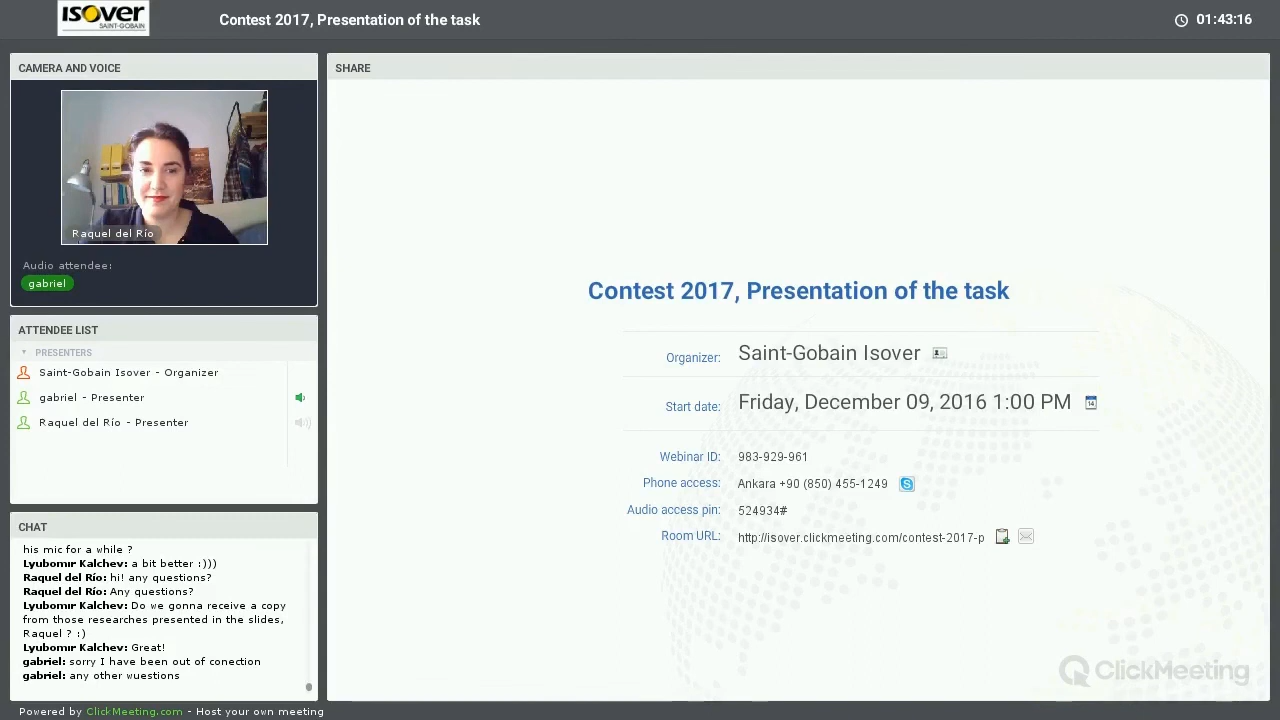 ISOVER
SAINT-GOBAIN
Contest 2017, Presentation of the task
01:43:16
CAMERA AND VOICE
Raquel del Río
Audio attendee:
gabriel
ATTENDEE LIST
PRESENTERS
Saint-Gobain Isover - Organizer
gabriel - Presenter
Raquel del Río - Presenter
CHAT
his mic for a while ?
Lyubomır Kalchev: a bit better :)))
Raquel del Río: hi! any questions?
Raquel del Río: Any questions?
Lyubomır Kalchev: Do we gonna receive a copy
from those researches presented in the slides,
Raquel ? :)
Lyubomır Kalchev: Great!
gabriel: sorry I have been out of conection
gabriel: any other wuestions
SHARE
Contest 2017, Presentation of the task
Organizer: Saint-Gobain Isover
Start date: Friday, December 09, 2016 1:00 PM
14
Webinar ID: 983-929-961
Phone access: Ankara +90 (850) 455-1249
Audio access pin: 524934#
Room URL: http://isover.clickmeeting.com/contest-2017-p
ClickMeeting
Powered by ClickMeeting.com - Host your own meeting